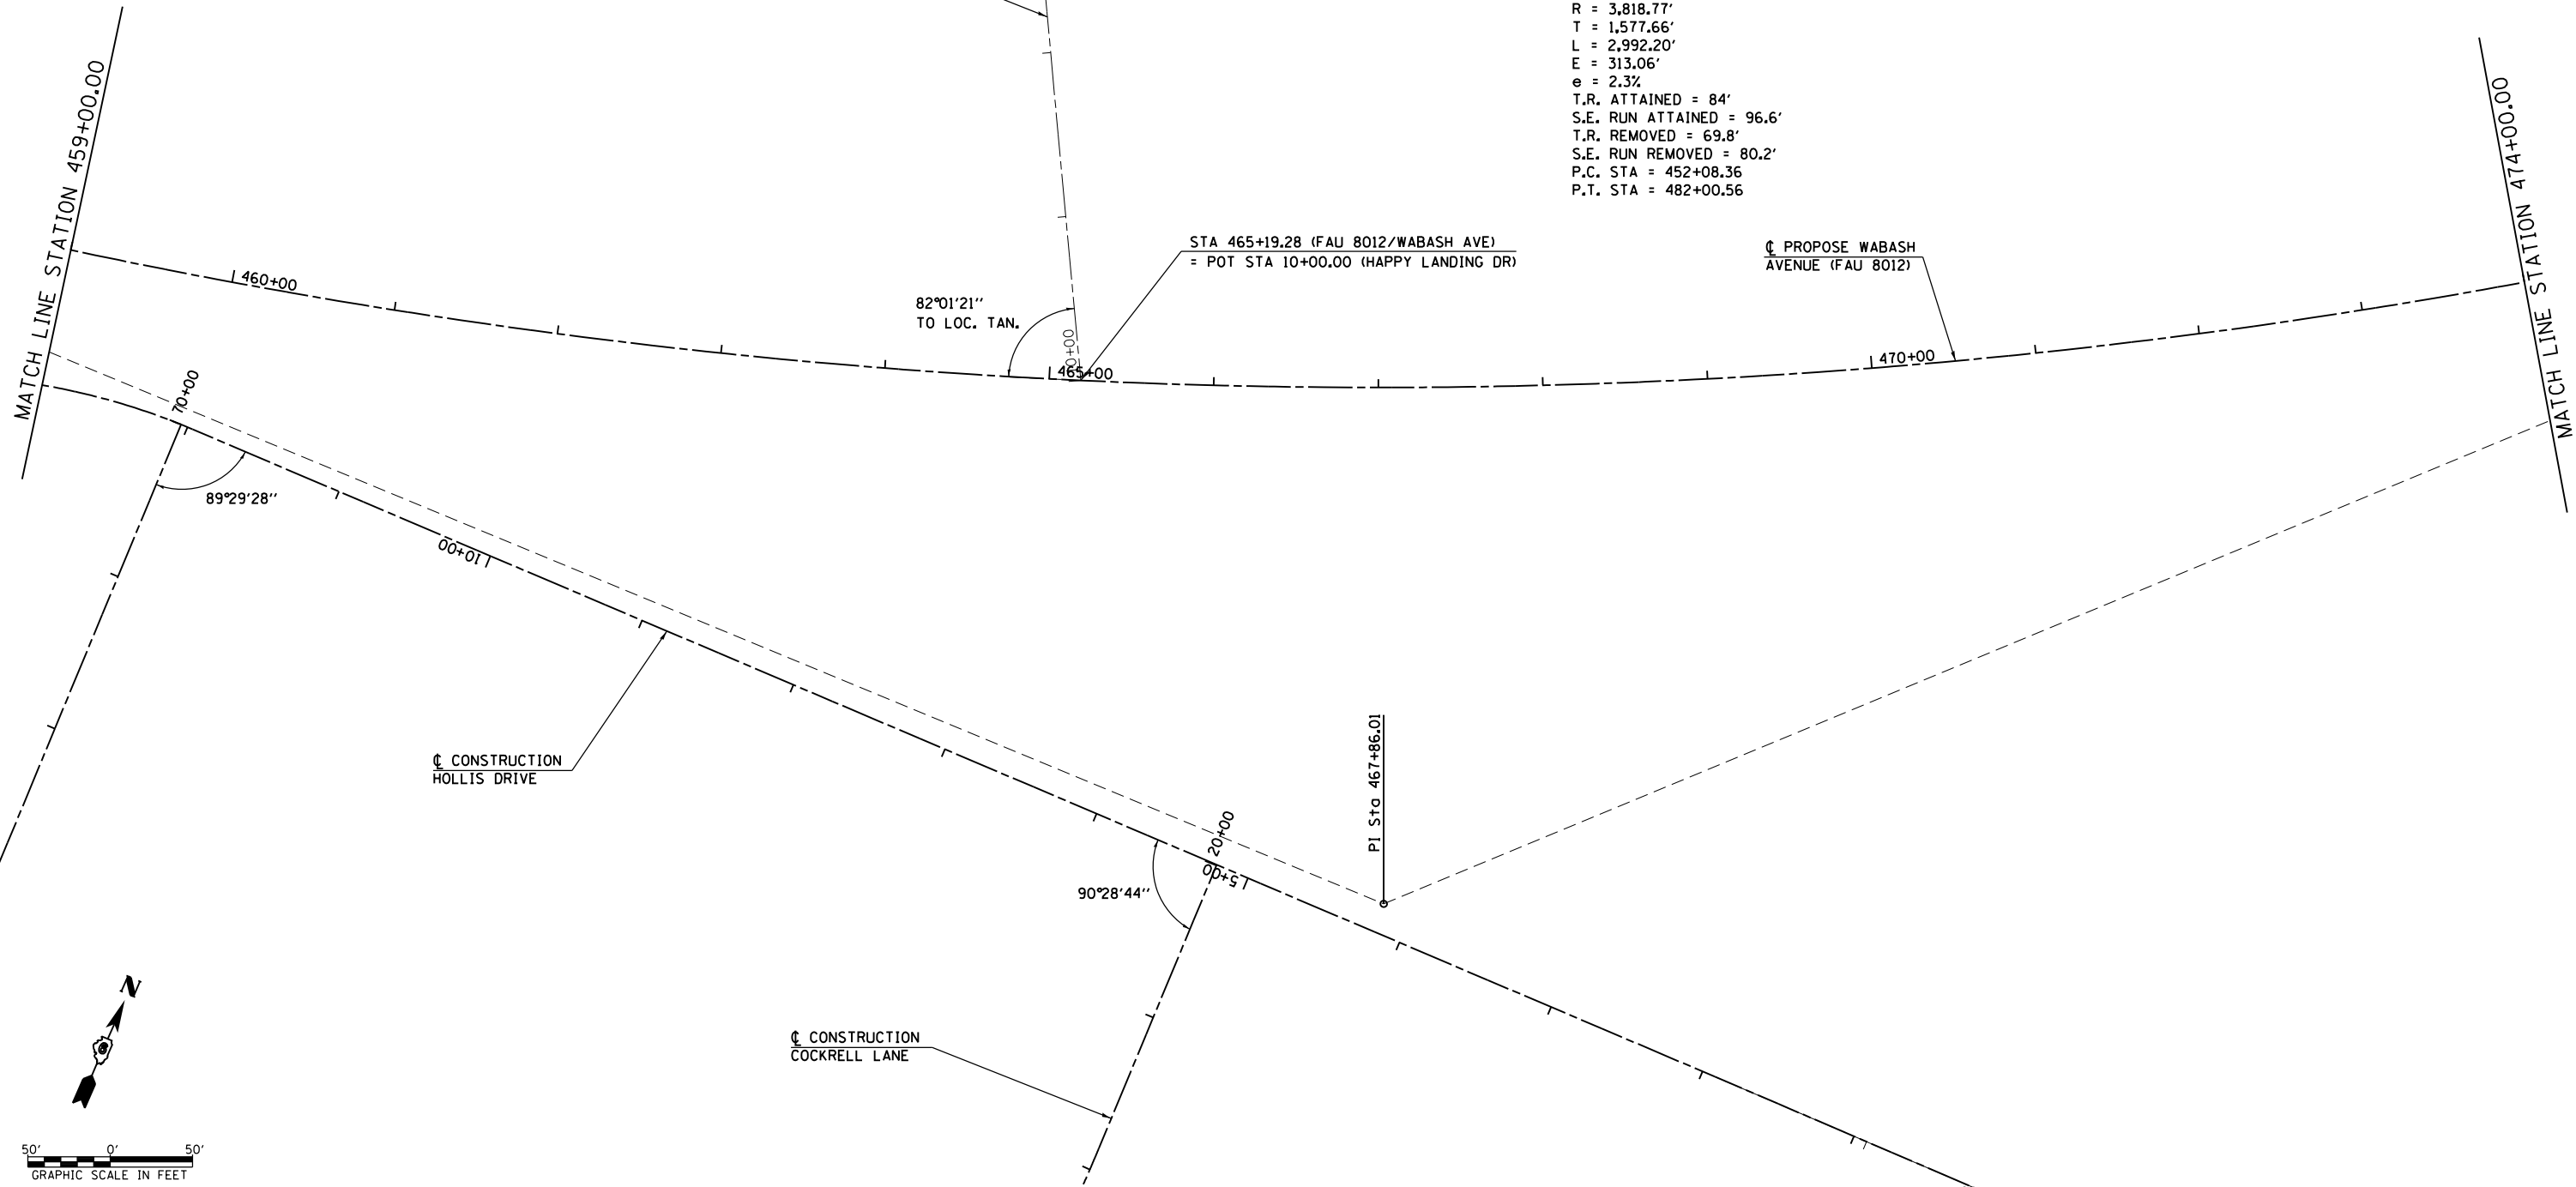 R = 3,818.77'
T = 1,577.66'
L = 2,992.20'
E = 313.06'
e = 2.3%
T.R. ATTAINED = 84'
S.E. RUN ATTAINED = 96.6'
T.R. REMOVED = 69.8'
S.E. RUN REMOVED = 80.2'
P.C. STA = 452+08.36
P.T. STA = 482+00.56
MATCH LINE STATION 459+00.00
MATCH LINE STATION 474+00.00
STA 465+19.28 (FAU 8012/WABASH AVE)
= POT STA 10+00.00 (HAPPY LANDING DR)
℄ PROPOSE WABASH
AVENUE (FAU 8012)
460+00
82°01'21''
TO LOC. TAN.
465+00
470+00
70+00
89°29'28''
10+00
℄ CONSTRUCTION
HOLLIS DRIVE
PI Sta 467+86.01
20+00
5+00
90°28'44''
℄ CONSTRUCTION
COCKRELL LANE
N
50' 0' 50'
GRAPHIC SCALE IN FEET